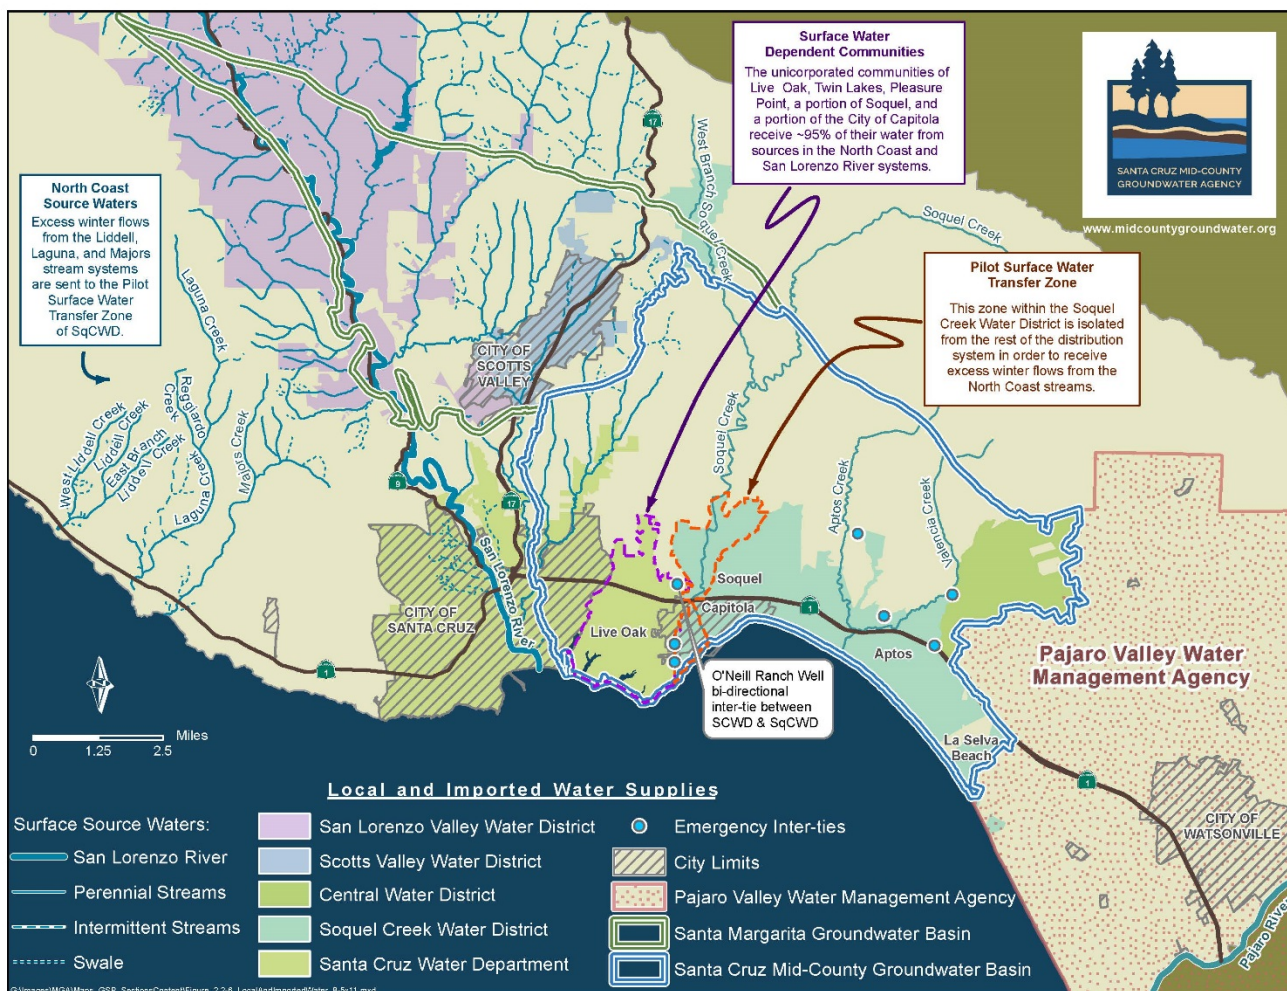 Surface Water
Dependent Communities
The unicorporated communities of
Live Oak, Twin Lakes, Pleasure
Point, a portion of Soquel, and
a portion of the City of Capitola
receive ~95% of their water from
sources in the North Coast and
San Lorenzo River systems.
SANTA CRUZ MID-COUNTY
GROUNDWATER AGENCY
www.midcountygroundwater.org
North Coast
Source Waters
Excess winter flows
from the Liddell,
Laguna, and Majors
stream systems
are sent to the Pilot
Surface Water
Transfer Zone
of SqCWD.
Pilot Surface Water
Transfer Zone
This zone within the Soquel
Creek Water District is isolated
from the rest of the distribution
system in order to receive
excess winter flows from the
North Coast streams.
17
West Branch Soquel Creek
Soquel Creek
Laguna Creek
CITY OF
SCOTTS
VALLEY
Reggiardo
Creek
West Liddell Creek
Liddell Creek
East Branch
Liddell Creek
Laguna Creek
Majors Creek
Soquel Creek
Aptos Creek
Valencia Creek
9
17
San Lorenzo River
CITY OF
SANTA CRUZ
Soquel
Capitola
Live Oak
1
Aptos
1
Pajaro Valley Water
Management Agency
O'Neill Ranch Well
bi-directional
inter-tie between
SCWD & SqCWD
La Selva
Beach
1
CITY OF
WATSONVILLE
Pajaro River
Miles
0 1.25 2.5
Local and Imported Water Supplies
Surface Source Waters:
San Lorenzo River
Perennial Streams
Intermittent Streams
Swale
San Lorenzo Valley Water District
Scotts Valley Water District
Central Water District
Soquel Creek Water District
Santa Cruz Water Department
Emergency Inter-ties
City Limits
Pajaro Valley Water Management Agency
Santa Margarita Groundwater Basin
Santa Cruz Mid-County Groundwater Basin